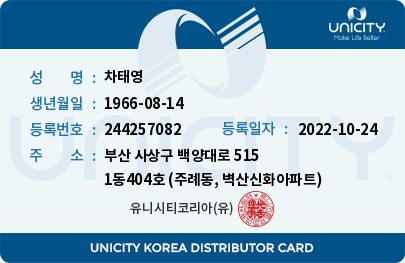 UNICITY
Make Life Better
성 명 : 차태영
생년월일 : 1966-08-14
등록번호 : 244257082 등록일자 : 2022-10-24
주 소 : 부산 사상구 백양대로 515
1동404호 (주례동, 벽산신화아파트)
UNICITY
유니시티코리아(유)
UNICITY KOREA DISTRIBUTOR CARD